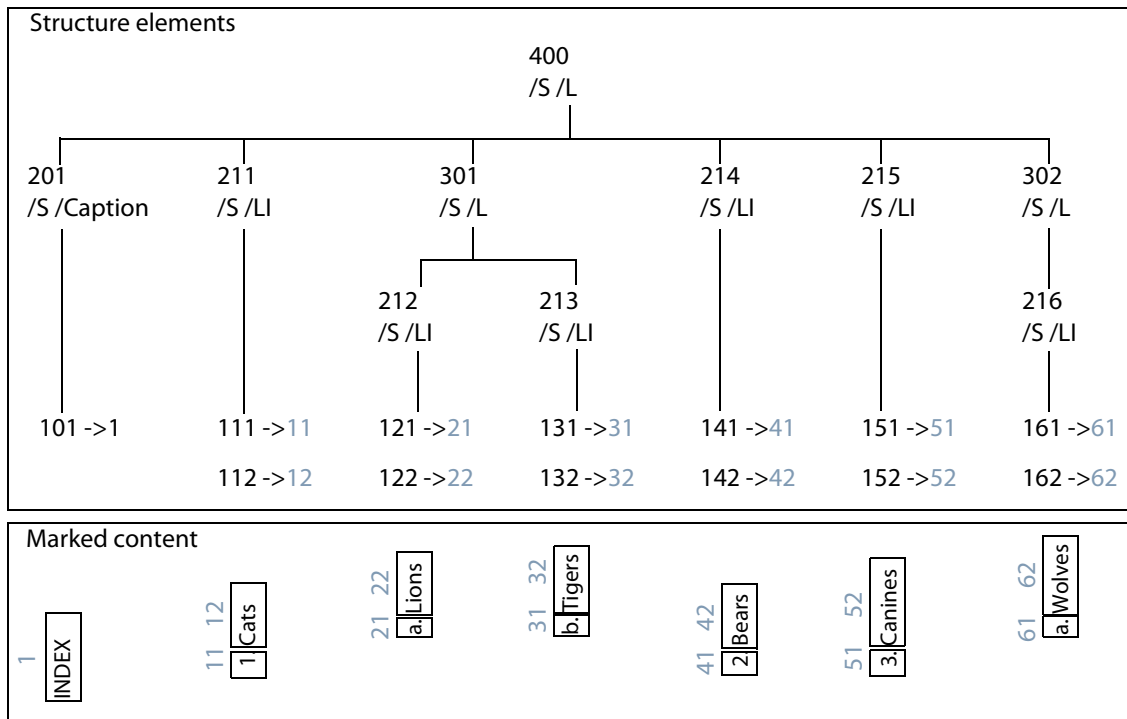 Structure elements
400
/S /L
201 211 301 214 215 302
/S /Caption /S /LI /S /L /S /LI /S /LI /S /L
212 213 216
/S /LI /S /LI /S /LI
101 ->1 111 ->11 121 ->21 131 ->31 141 ->41 151 ->51 161 ->61
112 ->12 122 ->22 132 ->32 142 ->42 152 ->52 162 ->62
Marked content
1
INDEX
11 12
1. Cats
21 22
a. Lions
31 32
b. Tigers
41 42
2. Bears
51 52
3. Canines
61 62
a. Wolves